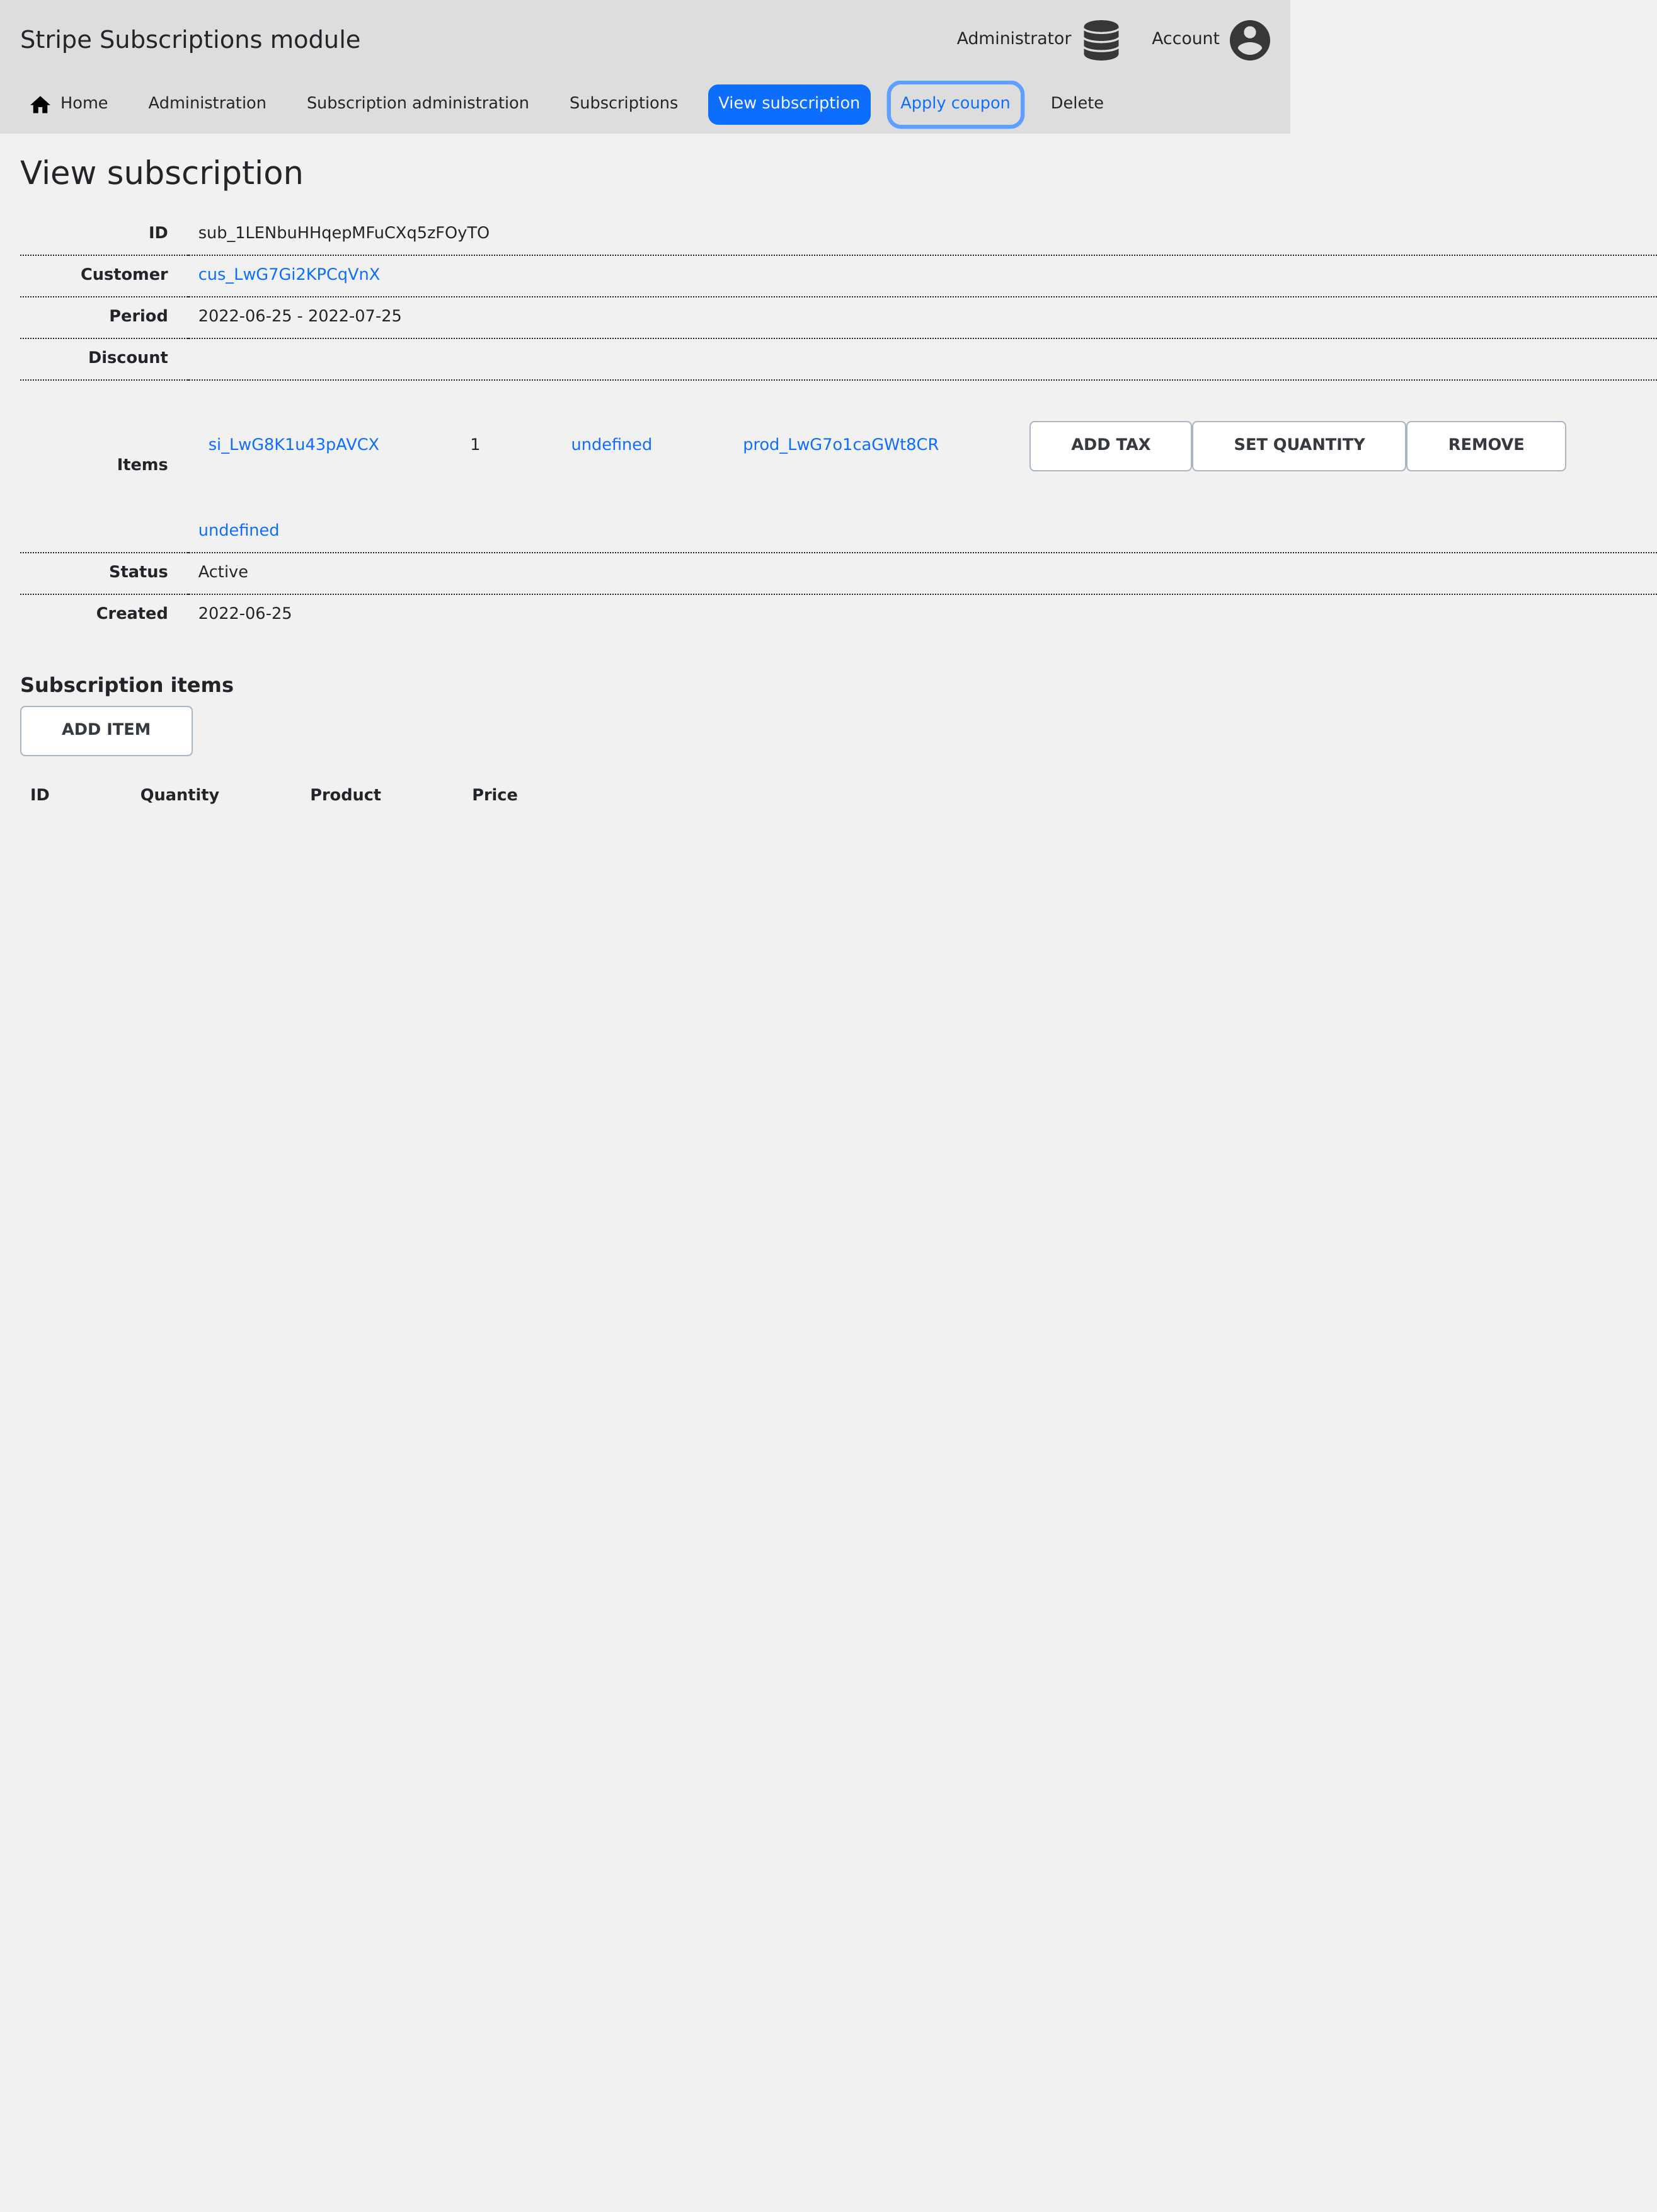 Stripe Subscriptions module
Administrator
Account
Home
Administration
Subscription administration
Subscriptions
View subscription
Apply coupon
Delete
View subscription
ID sub_1LENbuHHqepMFuCXq5zFOyTO
Customer cus_LwG7Gi2KPCqVnX
Period 2022-06-25 - 2022-07-25
Discount
Items si_LwG8K1u43pAVCX 1 undefined prod_LwG7o1caGWt8CR ADD TAX SET QUANTITY REMOVE
undefined
Status Active
Created 2022-06-25
Subscription items
ADD ITEM
ID Quantity Product Price